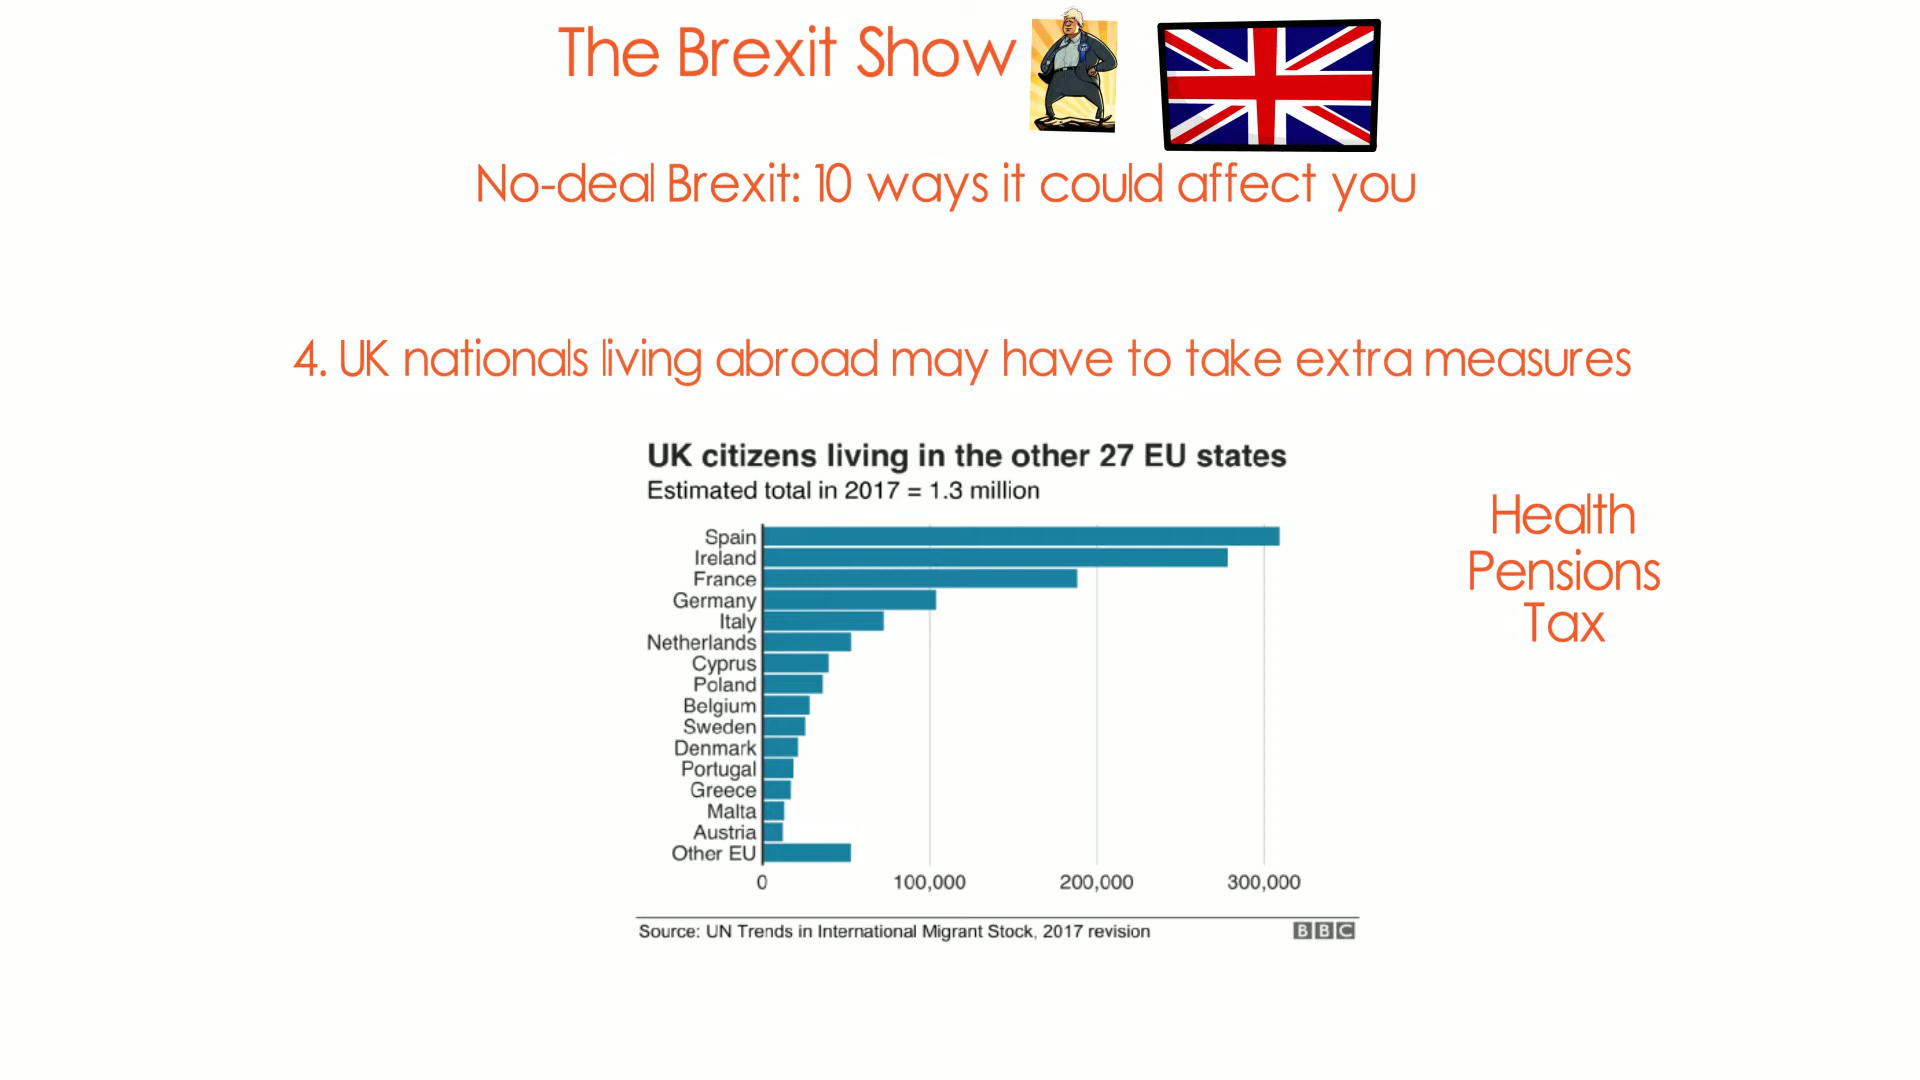 The Brexit Show
No-deal Brexit: 10 ways it could affect you
4. UK nationals living abroad may have to take extra measures
UK citizens living in the other 27 EU states
Estimated total in 2017 = 1.3 million
Spain
Ireland
France
Germany
Italy
Netherlands
Cyprus
Poland
Belgium
Sweden
Denmark
Portugal
Greece
Malta
Austria
Other EU
0 100,000 200,000 300,000
Source: UN Trends in International Migrant Stock, 2017 revision
BBC
Health
Pensions
Tax